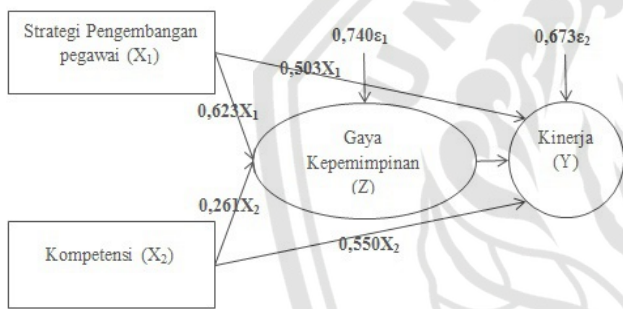 Strategi Pengembangan
pegawai (X₁)
0,740ε₁
0,673ε₂
0,503X₁
0,623X₁
Gaya
Kepemimpinan
(Z)
Kinerja
(Y)
0,261X₂
Kompetensi (X₂)
0,550X₂